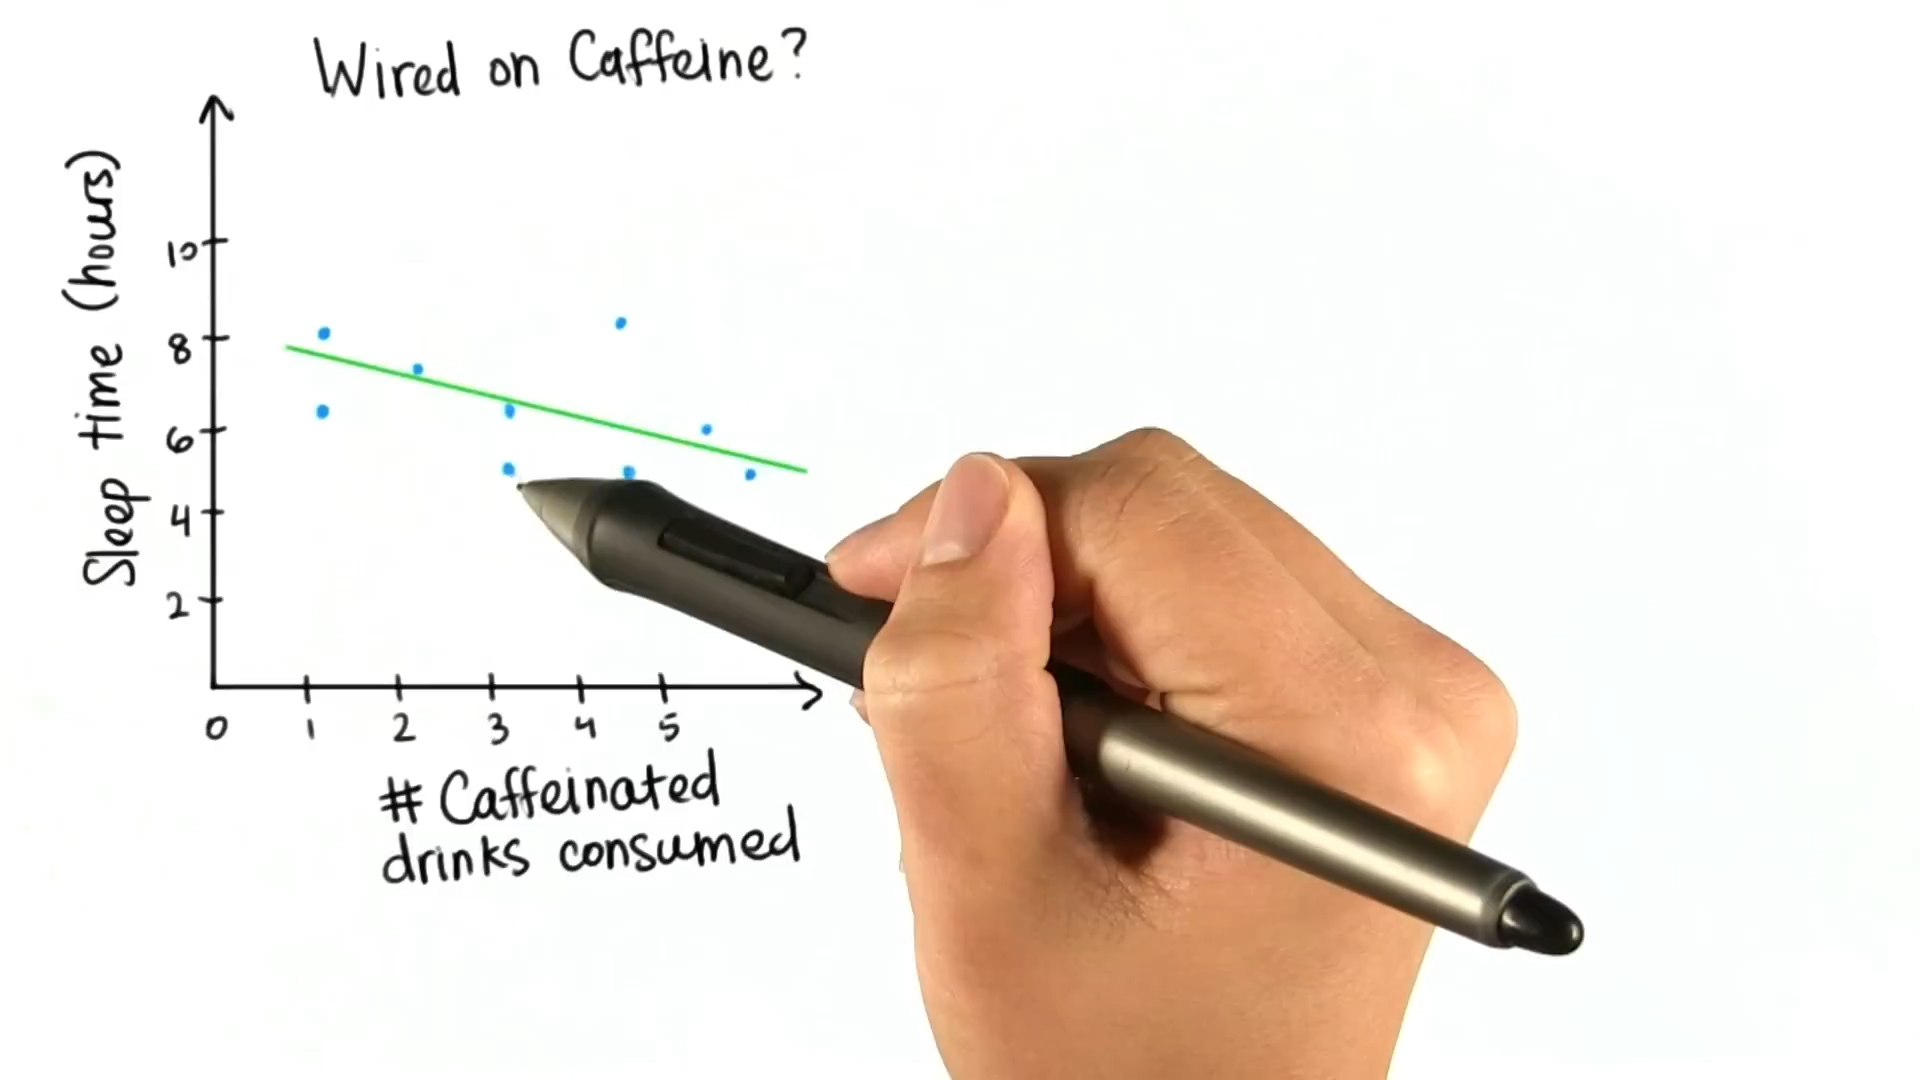 Wired on Caffeine?
Sleep time (hours)
10
8
6
4
2
0 1 2 3 4 5
# Caffeinated
drinks consumed